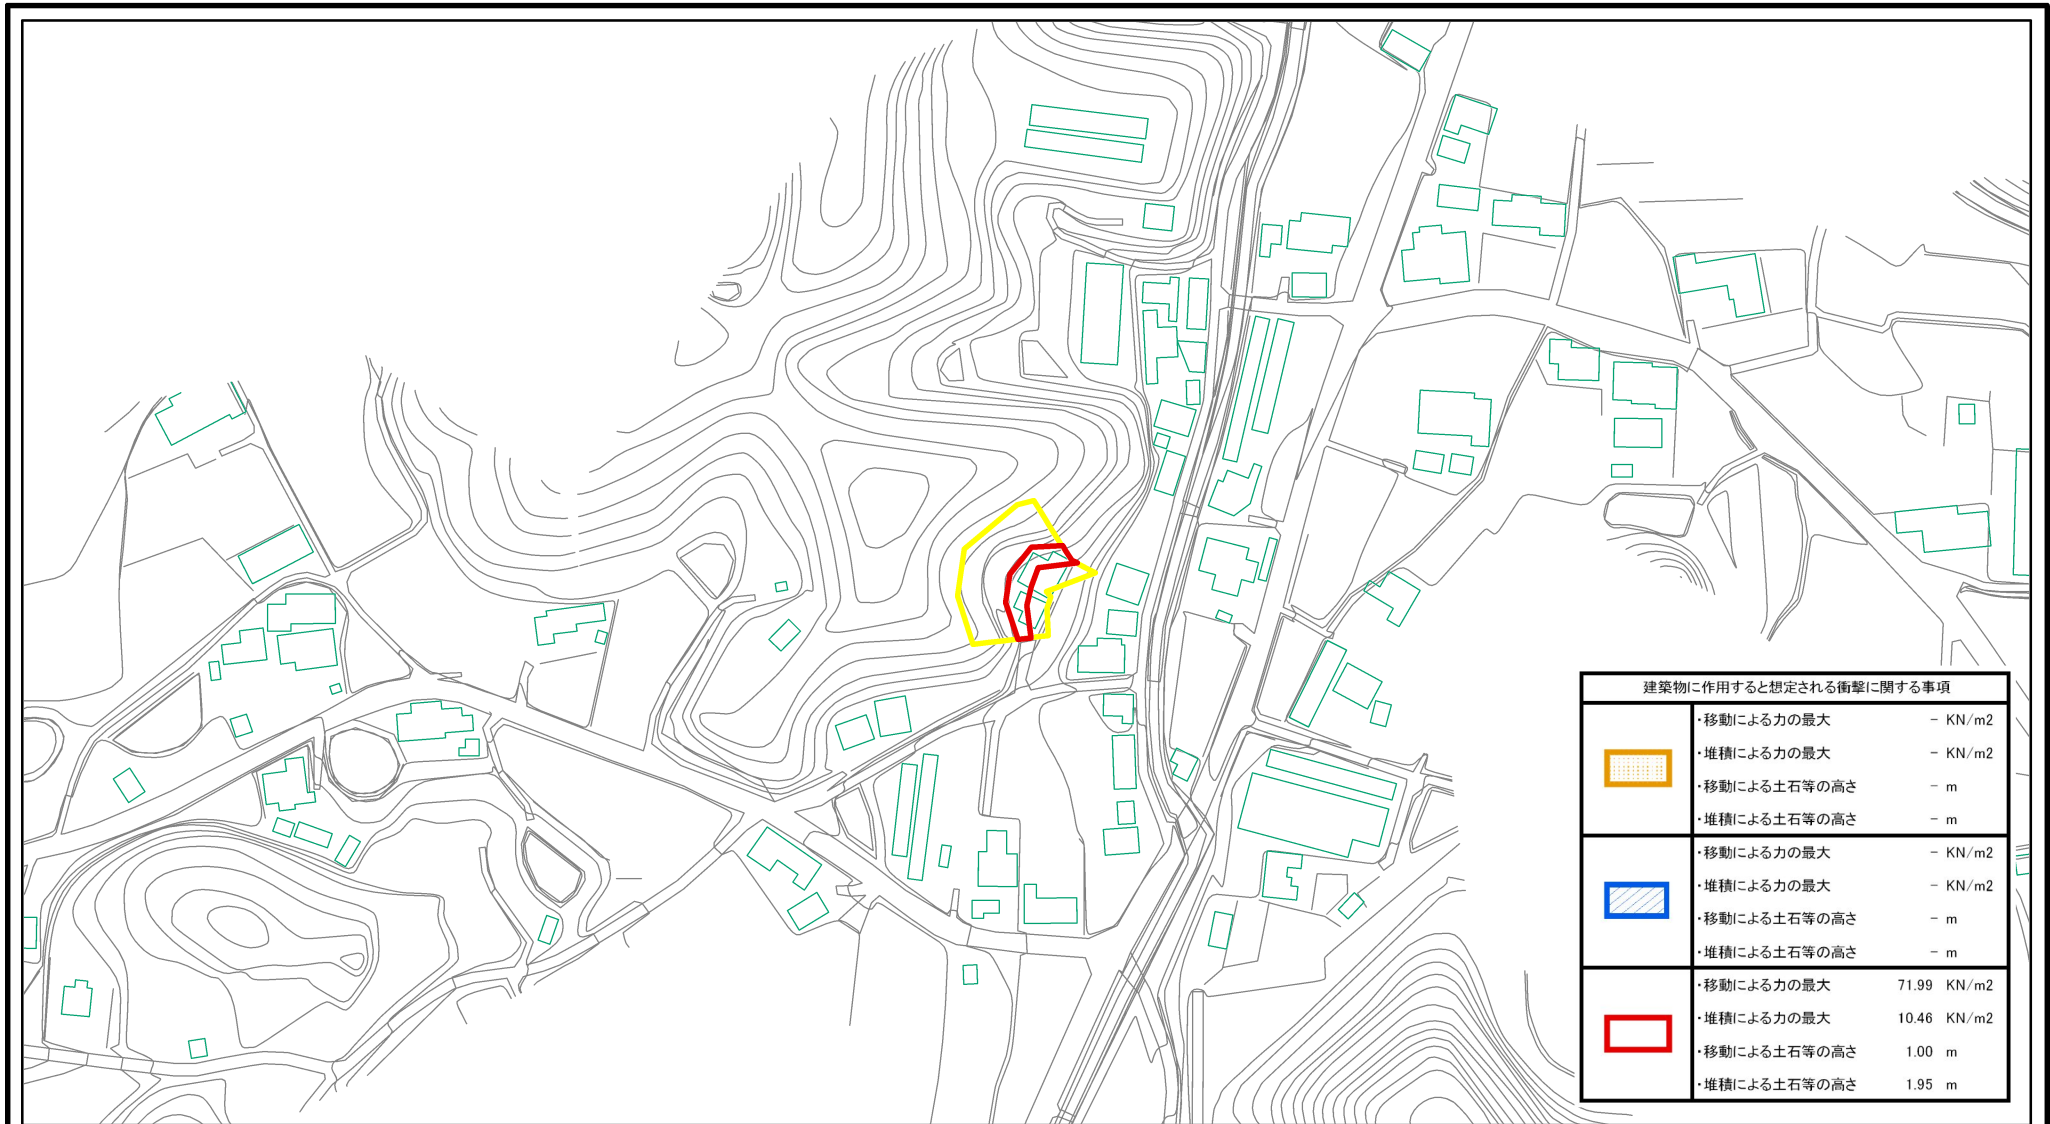 建築物に作用すると想定される衝撃に関する事項
・移動による力の最大 － KN/m2
・堆積による力の最大 － KN/m2
・移動による土石等の高さ － m
・堆積による土石等の高さ － m
・移動による力の最大 － KN/m2
・堆積による力の最大 － KN/m2
・移動による土石等の高さ － m
・堆積による土石等の高さ － m
・移動による力の最大 71.99 KN/m2
・堆積による力の最大 10.46 KN/m2
・移動による土石等の高さ 1.00 m
・堆積による土石等の高さ 1.95 m